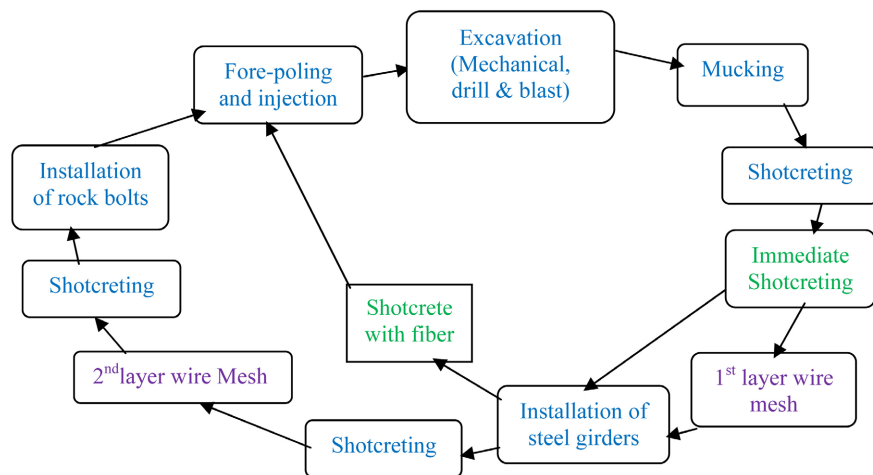 Fore-poling
and injection
Excavation
(Mechanical,
drill & blast)
Mucking
Shotcreting
Immediate
Shotcreting
1st layer wire
mesh
Installation of
steel girders
Shotcrete
with fiber
Shotcreting
2nd layer wire Mesh
Shotcreting
Installation
of rock bolts